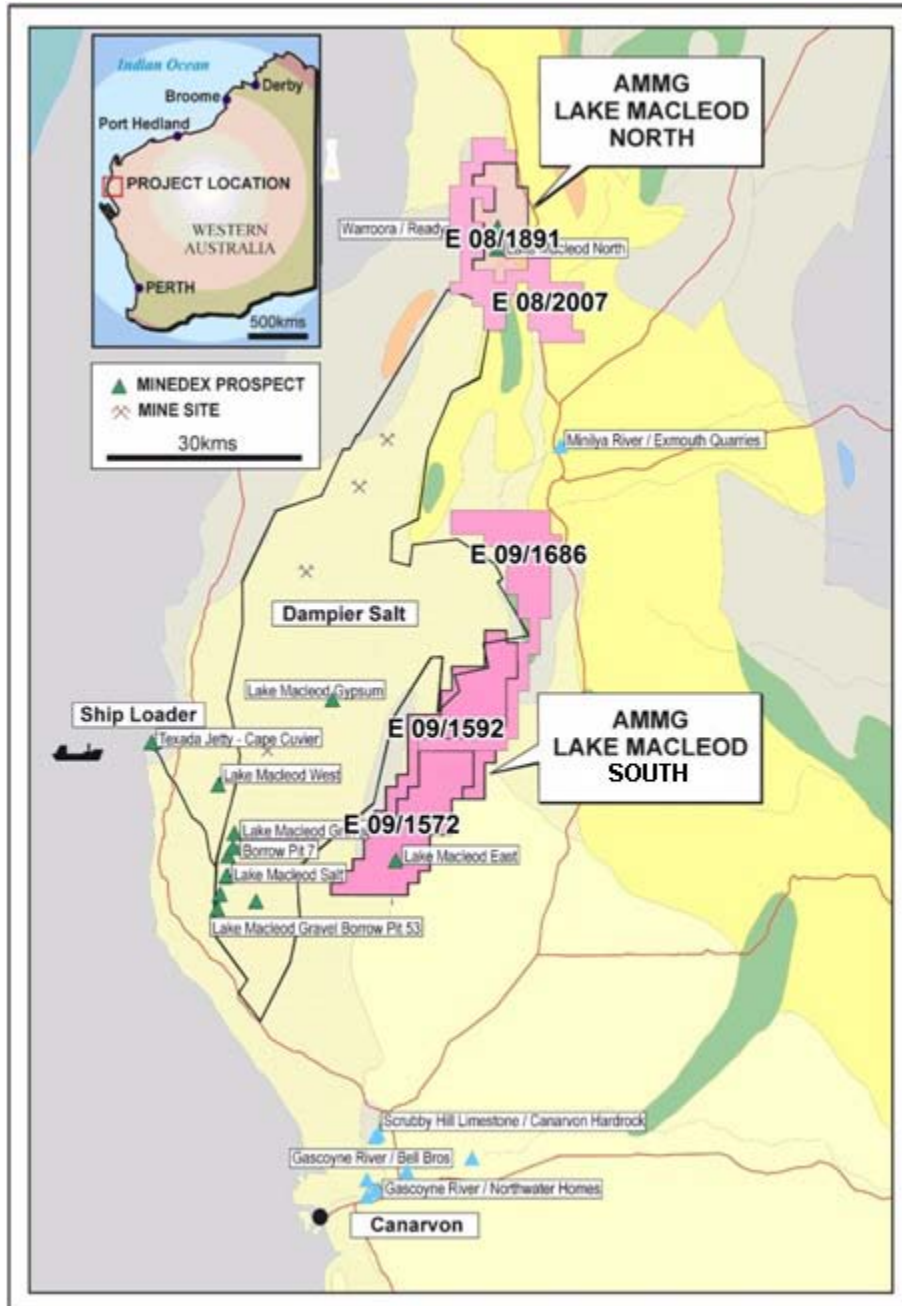 Indian Ocean
Derby
Broome
Port Hedland
PROJECT LOCATION
WESTERN
AUSTRALIA
PERTH
500kms
MINEDEX PROSPECT
MINE SITE
30kms
AMMG
LAKE MACLEOD
NORTH
Warroora / Ready
E 08/1891
Lake Macleod North
E 08/2007
Minilya River / Exmouth Quarries
E 09/1686
Dampier Salt
Lake Macleod Gypsum
Ship Loader
Texada Jetty - Cape Cuvier
E 09/1592
AMMG
LAKE MACLEOD
SOUTH
Lake Macleod West
Lake Macleod
E 09/1572
Borrow Pit 7
Lake Macleod East
Lake Macleod Salt
Lake Macleod Gravel Borrow Pit 53
Scrubby Hill Limestone / Canarvon Hardrock
Gascoyne River / Bell Bros
Gascoyne River / Northwater Homes
Canarvon